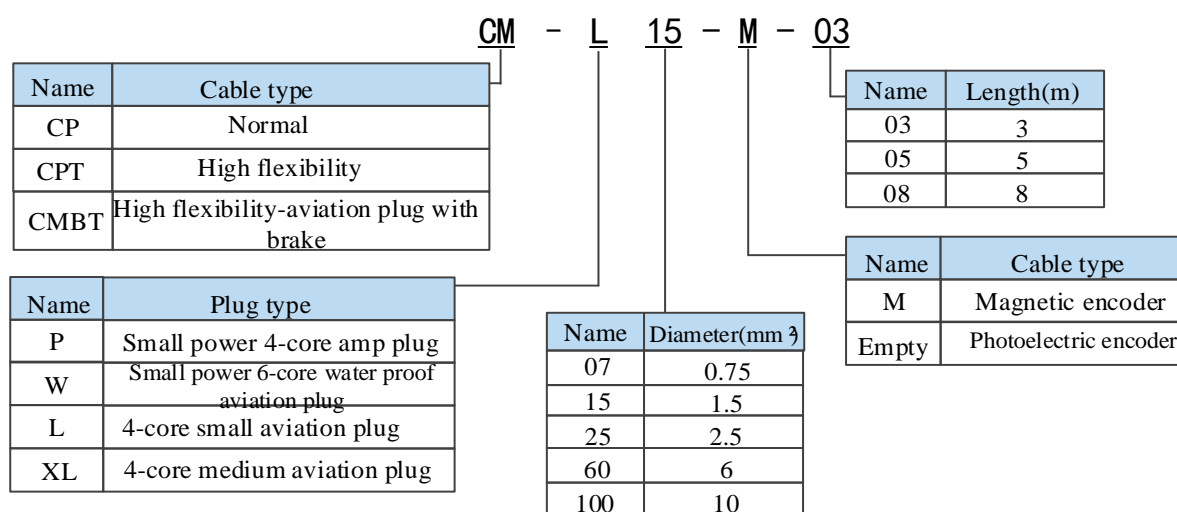 CM - L 15 - M - 03
Name Cable type
CP Normal
CPT High flexibility
CMBT High flexibility-aviation plug with
brake
Name Plug type
P Small power 4-core amp plug
W Small power 6-core water proof
aviation plug
L 4-core small aviation plug
XL 4-core medium aviation plug
Name Diameter(mm²)
07 0.75
15 1.5
25 2.5
60 6
100 10
Name Length(m)
03 3
05 5
08 8
Name Cable type
M Magnetic encoder
Empty Photoelectric encoder